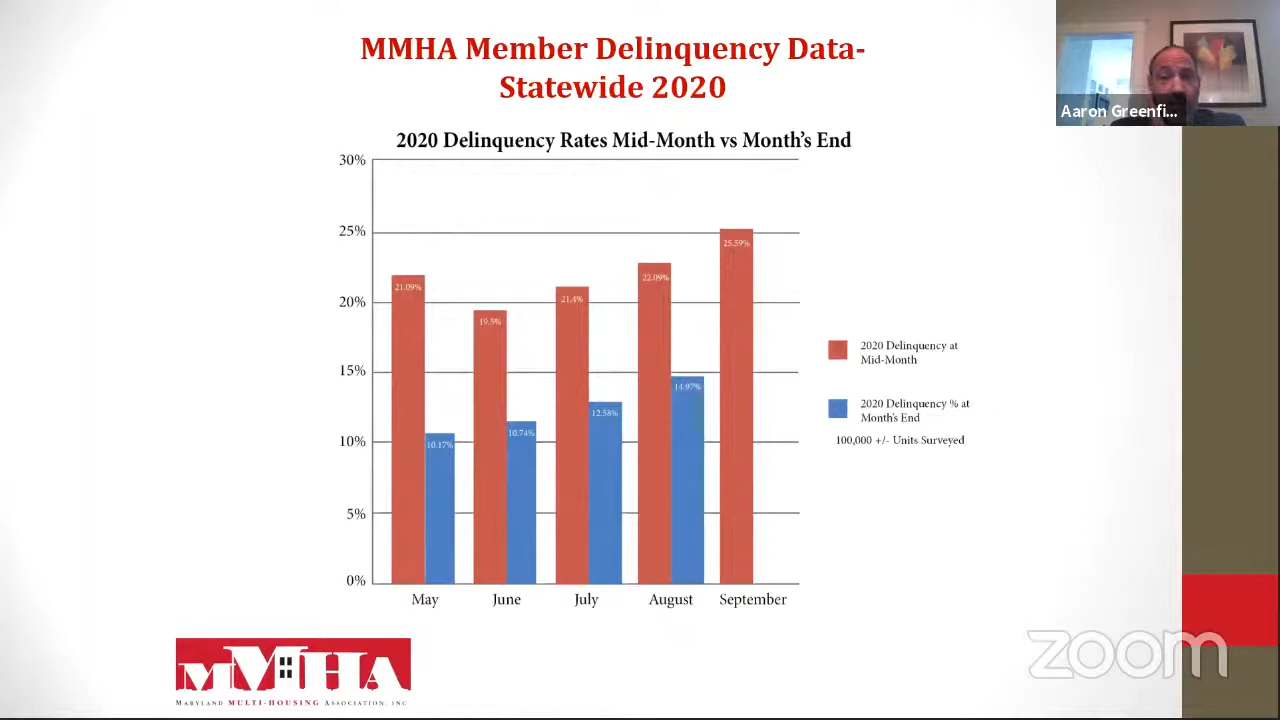 MMHA Member Delinquency Data-
Statewide 2020
Aaron Greenfi...
2020 Delinquency Rates Mid-Month vs Month's End
30%
25%
20%
15%
10%
5%
0%
21.09%
10.17%
19.5%
10.74%
21.4%
12.58%
22.09%
14.97%
25.59%
May
June
July
August
September
2020 Delinquency at
Mid-Month
2020 Delinquency % at
Month's End
100,000 +/- Units Surveyed
MMHA
MARYLAND MULTI-HOUSING ASSOCIATION, INC
zoom